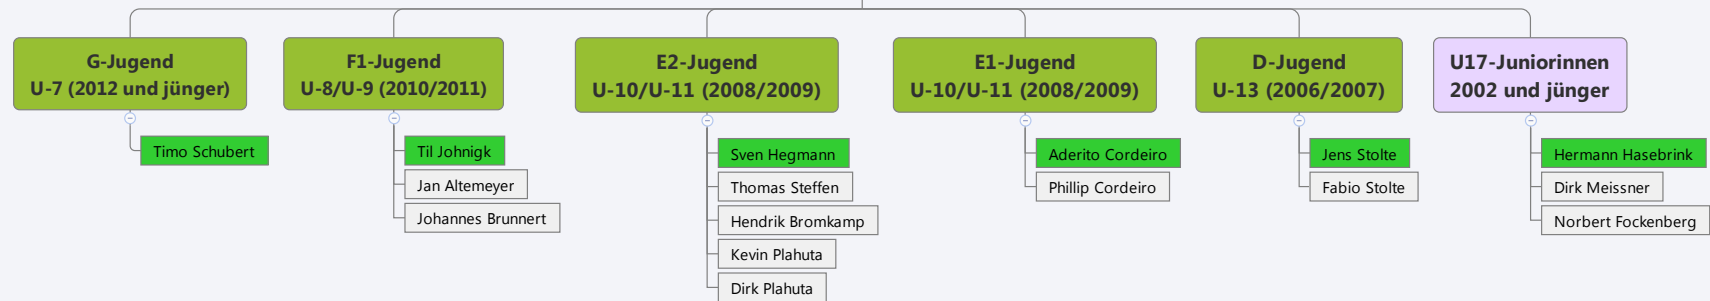 G-Jugend
U-7 (2012 und jünger)
Timo Schubert
F1-Jugend
U-8/U-9 (2010/2011)
Til Johnigk
Jan Altemeyer
Johannes Brunnert
E2-Jugend
U-10/U-11 (2008/2009)
Sven Hegmann
Thomas Steffen
Hendrik Bromkamp
Kevin Plahuta
Dirk Plahuta
E1-Jugend
U-10/U-11 (2008/2009)
Aderito Cordeiro
Phillip Cordeiro
D-Jugend
U-13 (2006/2007)
Jens Stolte
Fabio Stolte
U17-Juniorinnen
2002 und jünger
Hermann Hasebrink
Dirk Meissner
Norbert Fockenberg